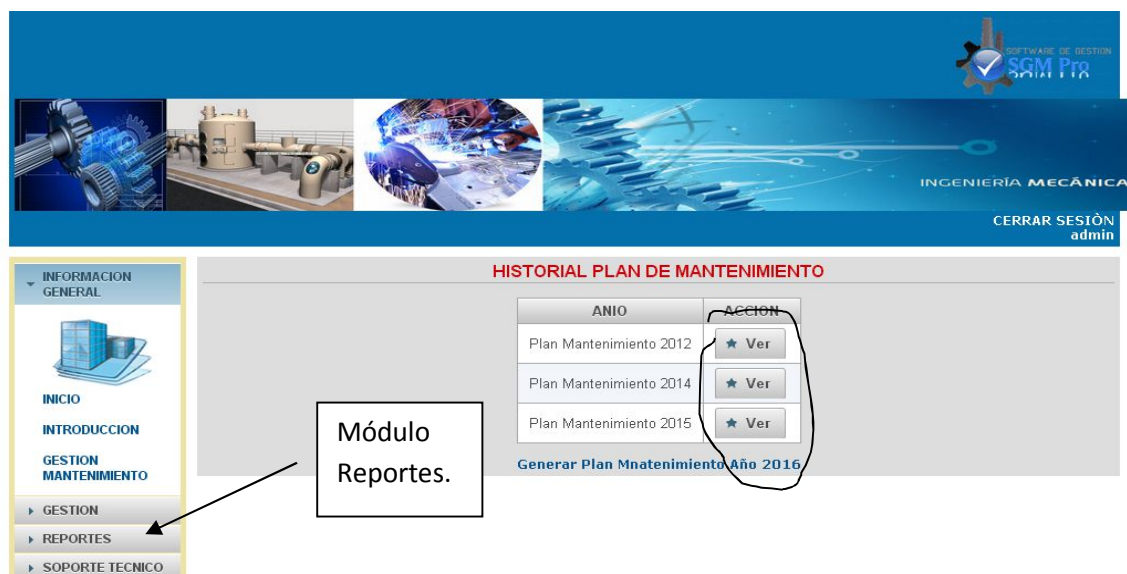 SOFTWARE DE GESTION
SGM Pro
INGENIERÍA MECÁNICA
CERRAR SESIÒN
admin
INFORMACION
GENERAL
INICIO
INTRODUCCION
GESTION
MANTENIMIENTO
GESTION
REPORTES
SOPORTE TECNICO
HISTORIAL PLAN DE MANTENIMIENTO
ANIO ACCION
Plan Mantenimiento 2012 Ver
Plan Mantenimiento 2014 Ver
Plan Mantenimiento 2015 Ver
Generar Plan Mnatenimiento Año 2016
Módulo
Reportes.